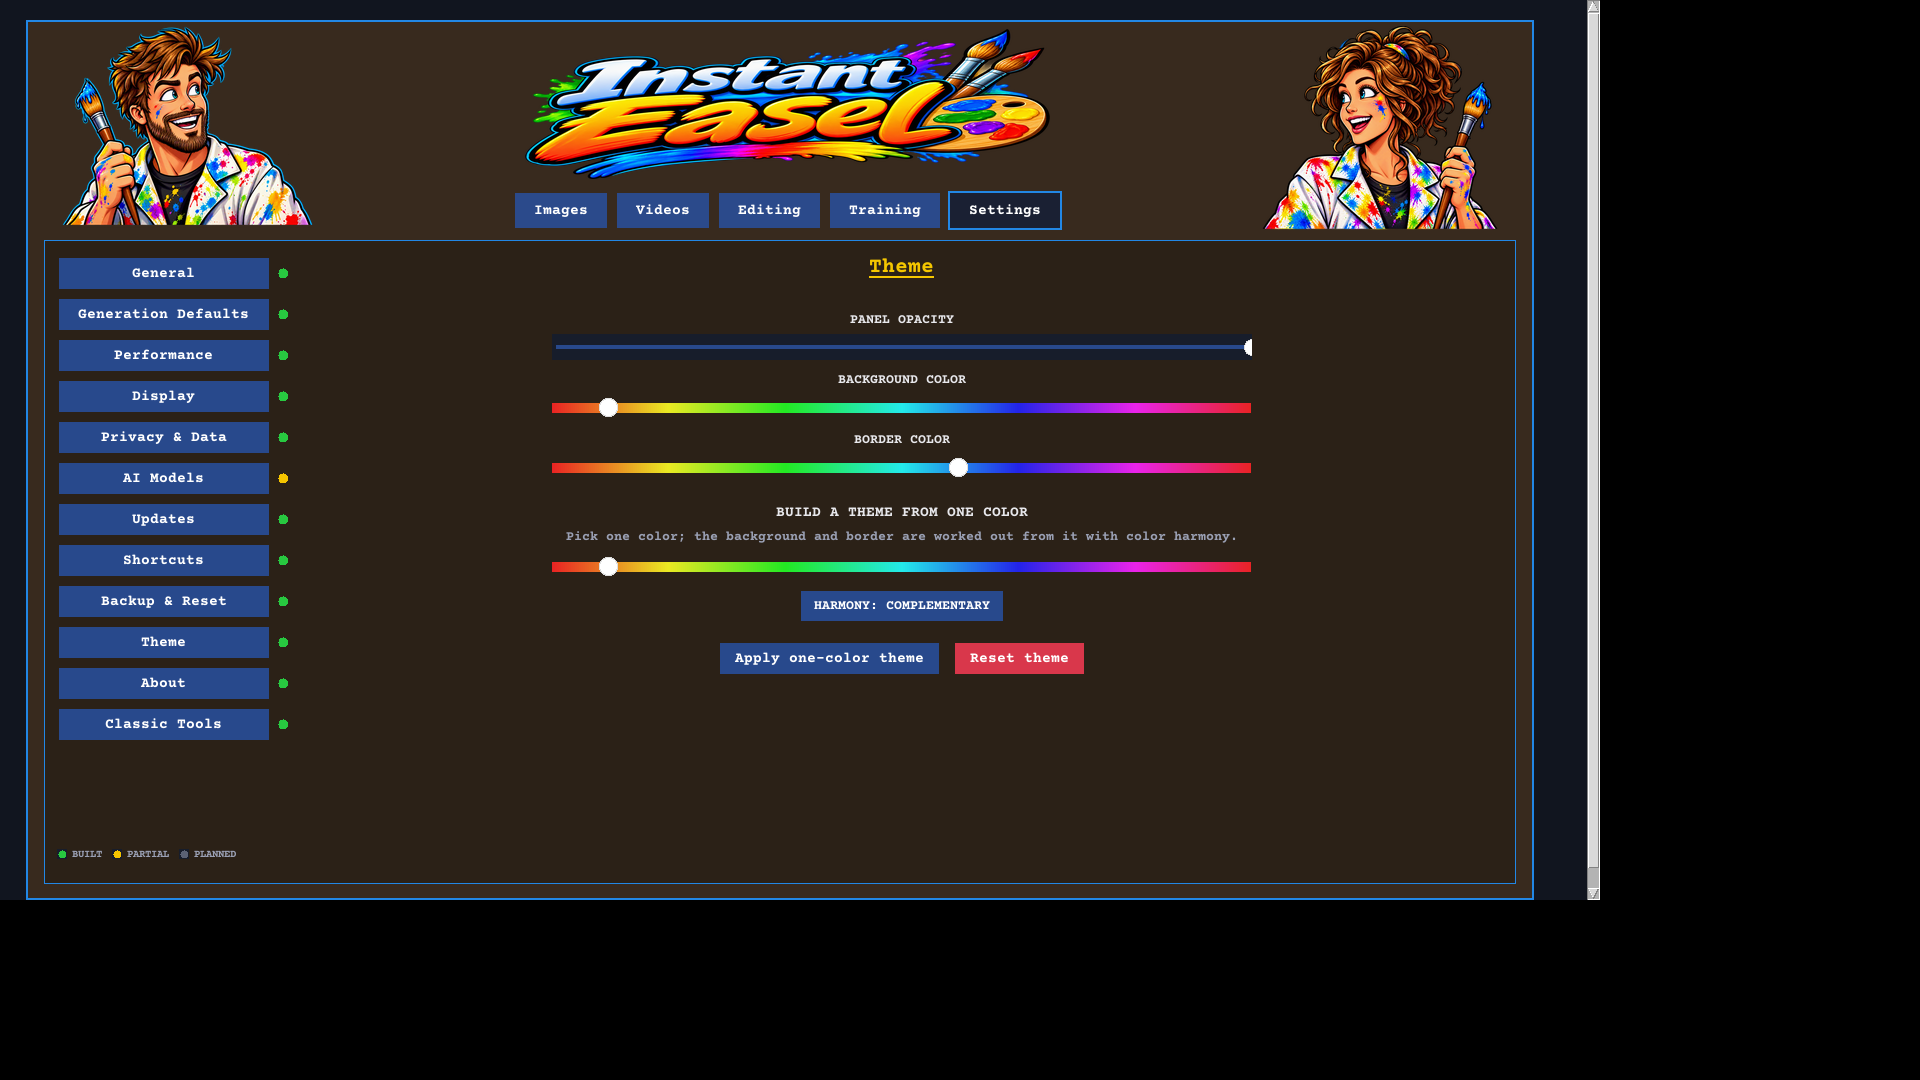 Instant
Easel
Images
Videos
Editing
Training
Settings
General
Generation Defaults
Performance
Display
Privacy & Data
AI Models
Updates
Shortcuts
Backup & Reset
Theme
About
Classic Tools
BUILT
PARTIAL
PLANNED
Theme
PANEL OPACITY
BACKGROUND COLOR
BORDER COLOR
BUILD A THEME FROM ONE COLOR
Pick one color; the background and border are worked out from it with color harmony.
HARMONY: COMPLEMENTARY
Apply one-color theme
Reset theme